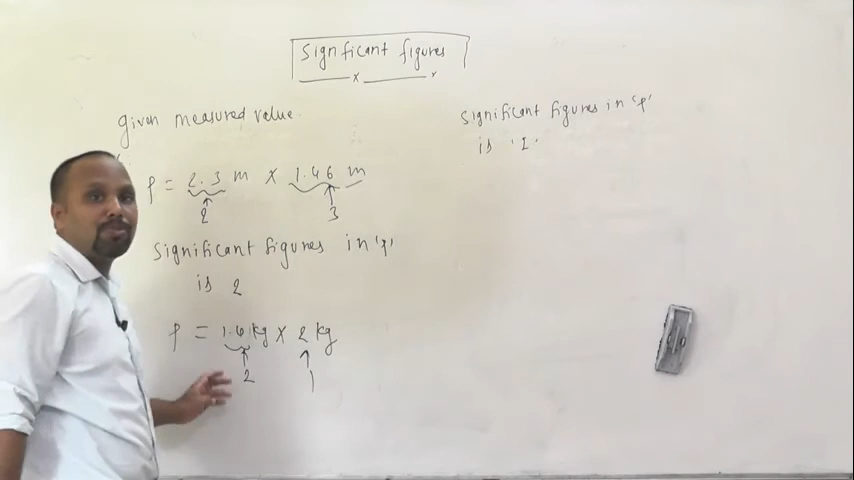 Significant figures
Given measured value.
P = 2.3 m × 1.46 m
2 3
Significant figures in 'P'
is 2
P = 1.6 kg × 2 kg
2 1
Significant figures in 'P'
is '1'